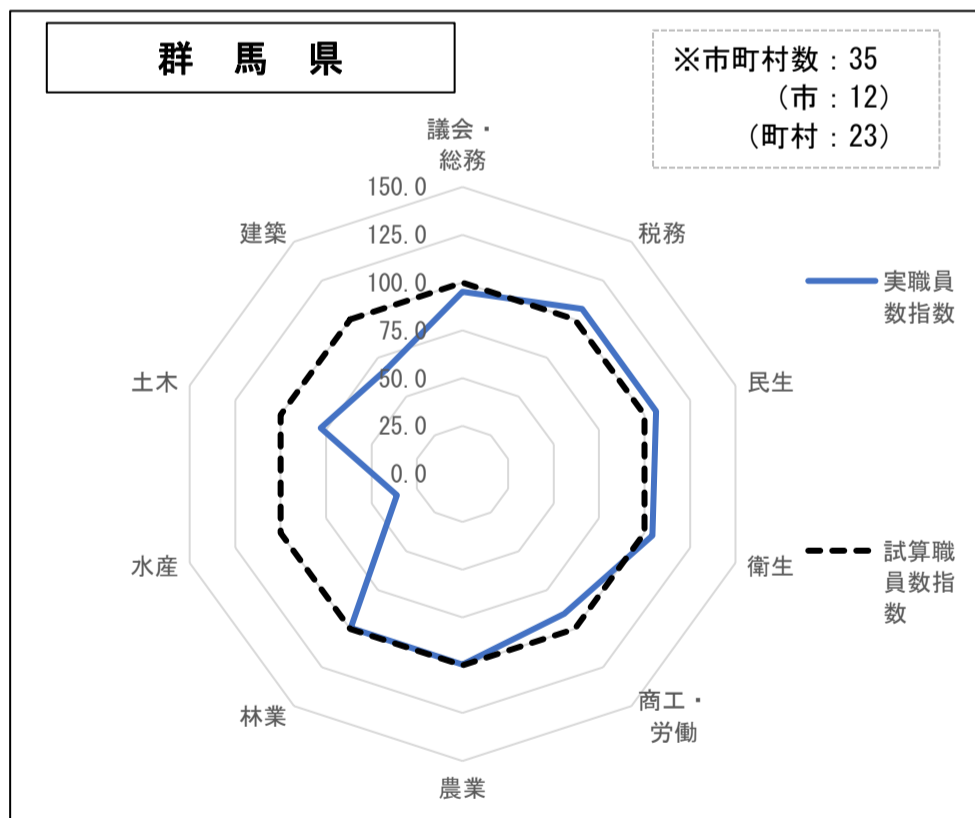 群 馬 県
※市町村数：35
（市：12）
（町村：23）
議会・
総務
150.0
125.0
100.0
75.0
50.0
25.0
0.0
税務
民生
衛生
商工・
労働
農業
林業
水産
土木
建築
実職員
数指数
試算職
員数指
数